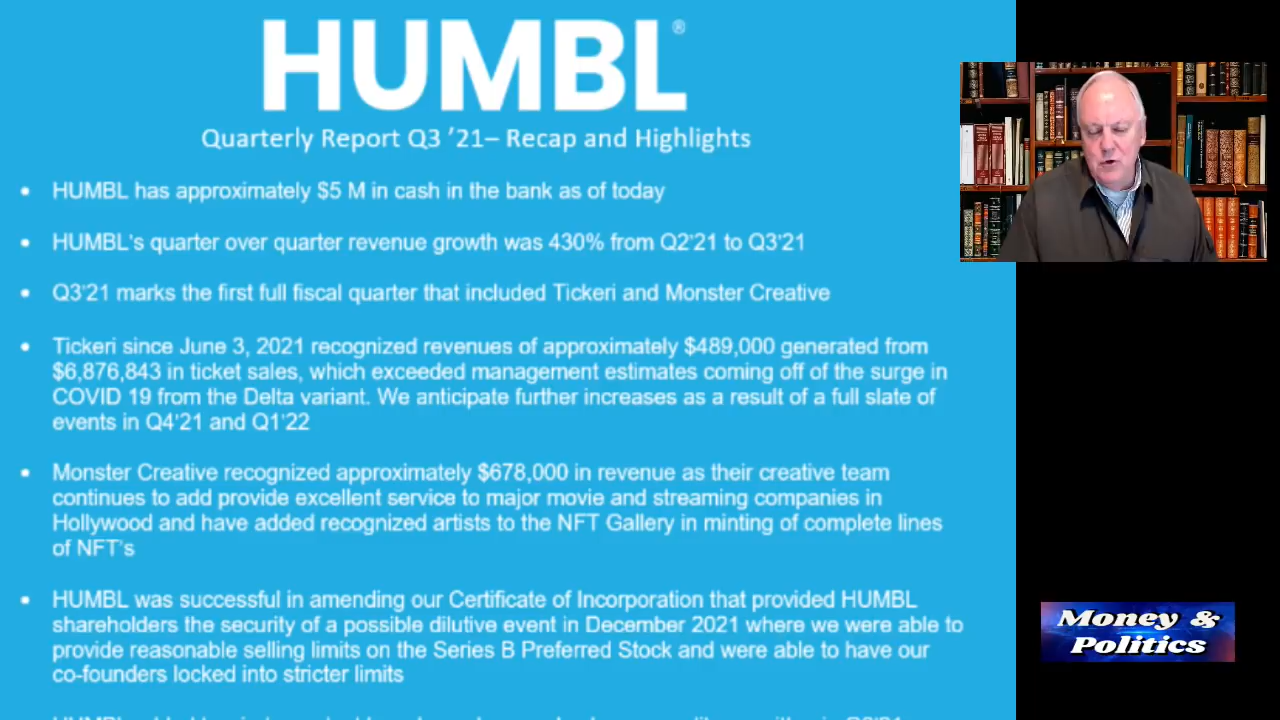 HUMBL®
Quarterly Report Q3 '21– Recap and Highlights
• HUMBL has approximately $5 M in cash in the bank as of today
• HUMBL's quarter over quarter revenue growth was 430% from Q2'21 to Q3'21
• Q3'21 marks the first full fiscal quarter that included Tickeri and Monster Creative
• Tickeri since June 3, 2021 recognized revenues of approximately $489,000 generated from
$6,876,843 in ticket sales, which exceeded management estimates coming off of the surge in
COVID 19 from the Delta variant. We anticipate further increases as a result of a full slate of
events in Q4'21 and Q1'22
• Monster Creative recognized approximately $678,000 in revenue as their creative team
continues to add provide excellent service to major movie and streaming companies in
Hollywood and have added recognized artists to the NFT Gallery in minting of complete lines
of NFT's
• HUMBL was successful in amending our Certificate of Incorporation that provided HUMBL
shareholders the security of a possible dilutive event in December 2021 where we were able to
provide reasonable selling limits on the Series B Preferred Stock and were able to have our
co-founders locked into stricter limits
Money &
Politics